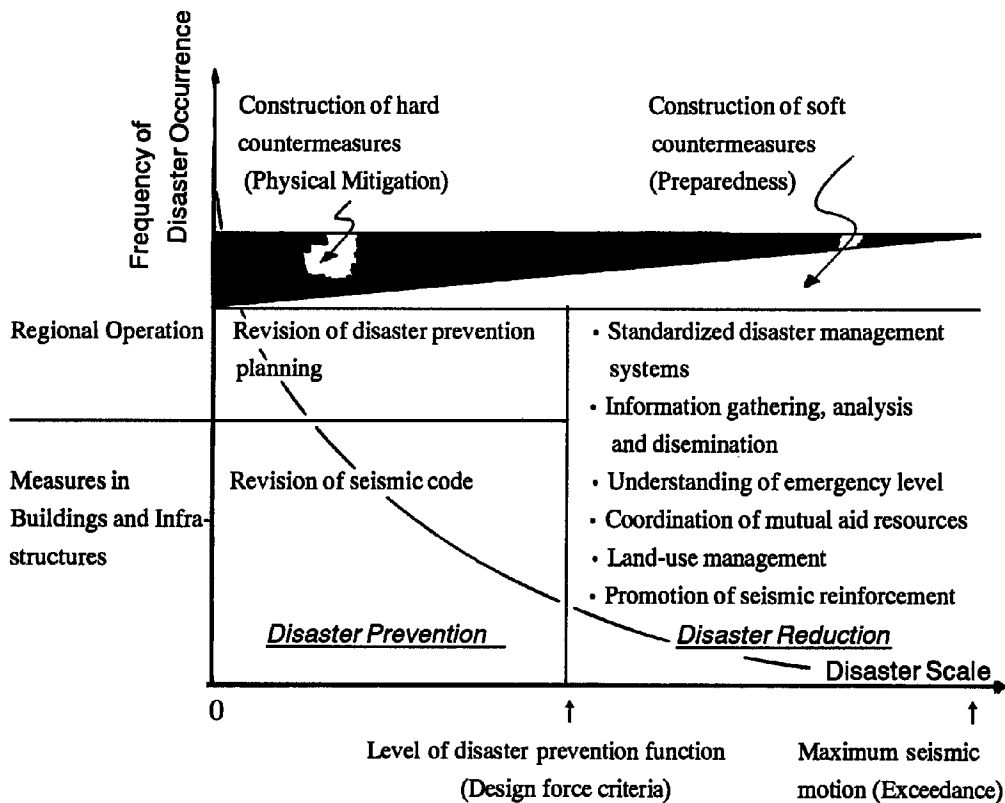 Frequency of
Disaster Occurrence
Construction of hard
countermeasures
(Physical Mitigation)
Construction of soft
countermeasures
(Preparedness)
Regional Operation
Revision of disaster prevention
planning
Measures in
Buildings and Infra-
structures
Revision of seismic code
· Standardized disaster management
systems
· Information gathering, analysis
and disemination
· Understanding of emergency level
· Coordination of mutual aid resources
· Land-use management
· Promotion of seismic reinforcement
Disaster Prevention
Disaster Reduction
Disaster Scale
0
Level of disaster prevention function
(Design force criteria)
Maximum seismic
motion (Exceedance)